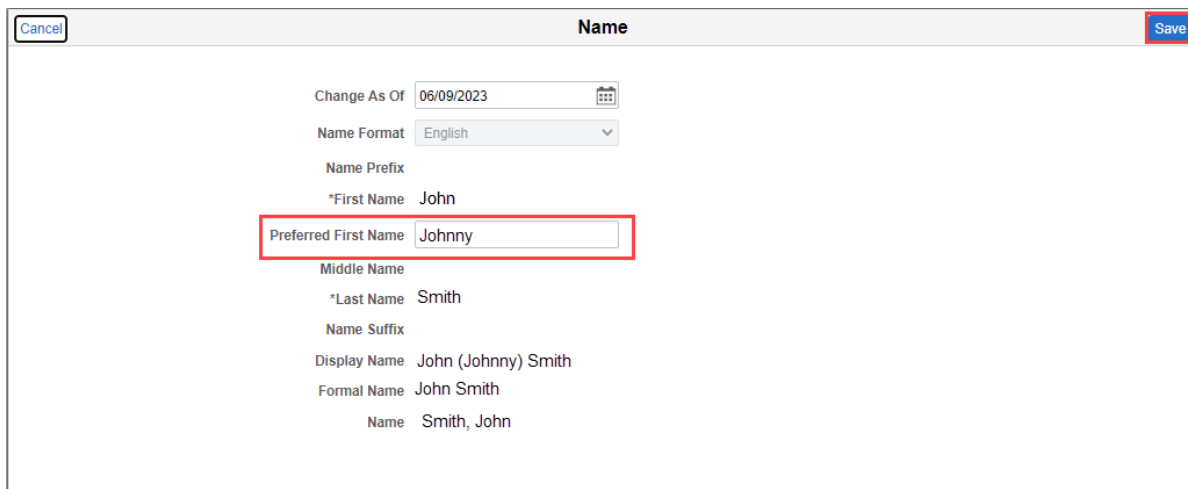 Cancel Name Save
Change As Of 06/09/2023
Name Format English
Name Prefix
*First Name John
Preferred First Name Johnny
Middle Name
*Last Name Smith
Name Suffix
Display Name John (Johnny) Smith
Formal Name John Smith
Name Smith, John